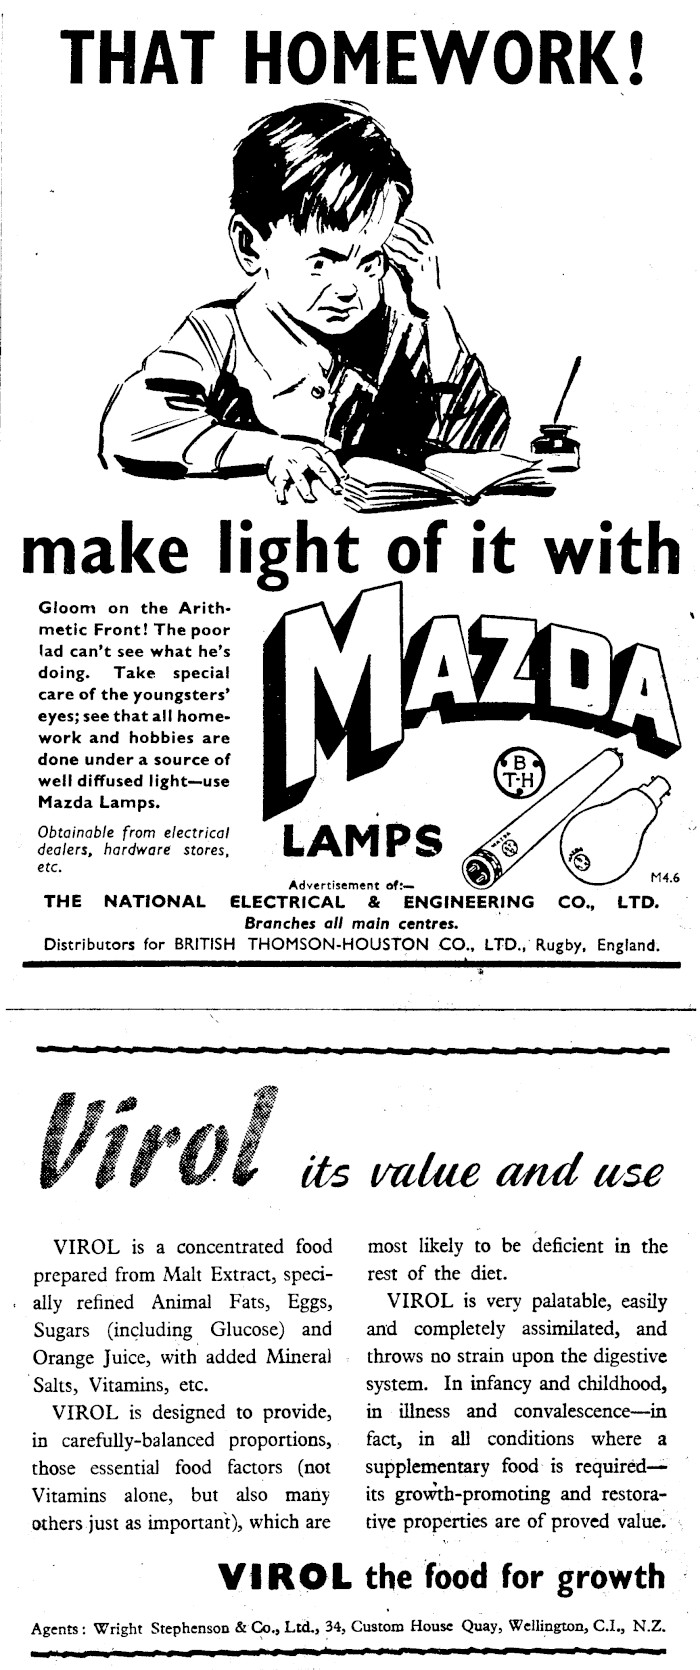 THAT HOMEWORK!
make light of it with
Gloom on the Arith-
metic Front! The poor
lad can't see what he's
doing. Take special
care of the youngsters'
eyes; see that all home-
work and hobbies are
done under a source of
well diffused light—use
Mazda Lamps.
Obtainable from electrical
dealers, hardware stores,
etc.
MAZDA
B
T·H
LAMPS
MAZDA
M4.6
Advertisement of:—
THE NATIONAL ELECTRICAL & ENGINEERING CO., LTD.
Branches all main centres.
Distributors for BRITISH THOMSON-HOUSTON CO., LTD., Rugby, England.
Virol its value and use
VIROL is a concentrated food
prepared from Malt Extract, speci-
ally refined Animal Fats, Eggs,
Sugars (including Glucose) and
Orange Juice, with added Mineral
Salts, Vitamins, etc.
VIROL is designed to provide,
in carefully-balanced proportions,
those essential food factors (not
Vitamins alone, but also many
others just as important), which are
most likely to be deficient in the
rest of the diet.
VIROL is very palatable, easily
and completely assimilated, and
throws no strain upon the digestive
system. In infancy and childhood,
in illness and convalescence—in
fact, in all conditions where a
supplementary food is required—
its growth-promoting and restora-
tive properties are of proved value.
VIROL the food for growth
Agents: Wright Stephenson & Co., Ltd., 34, Custom House Quay, Wellington, C.I., N.Z.